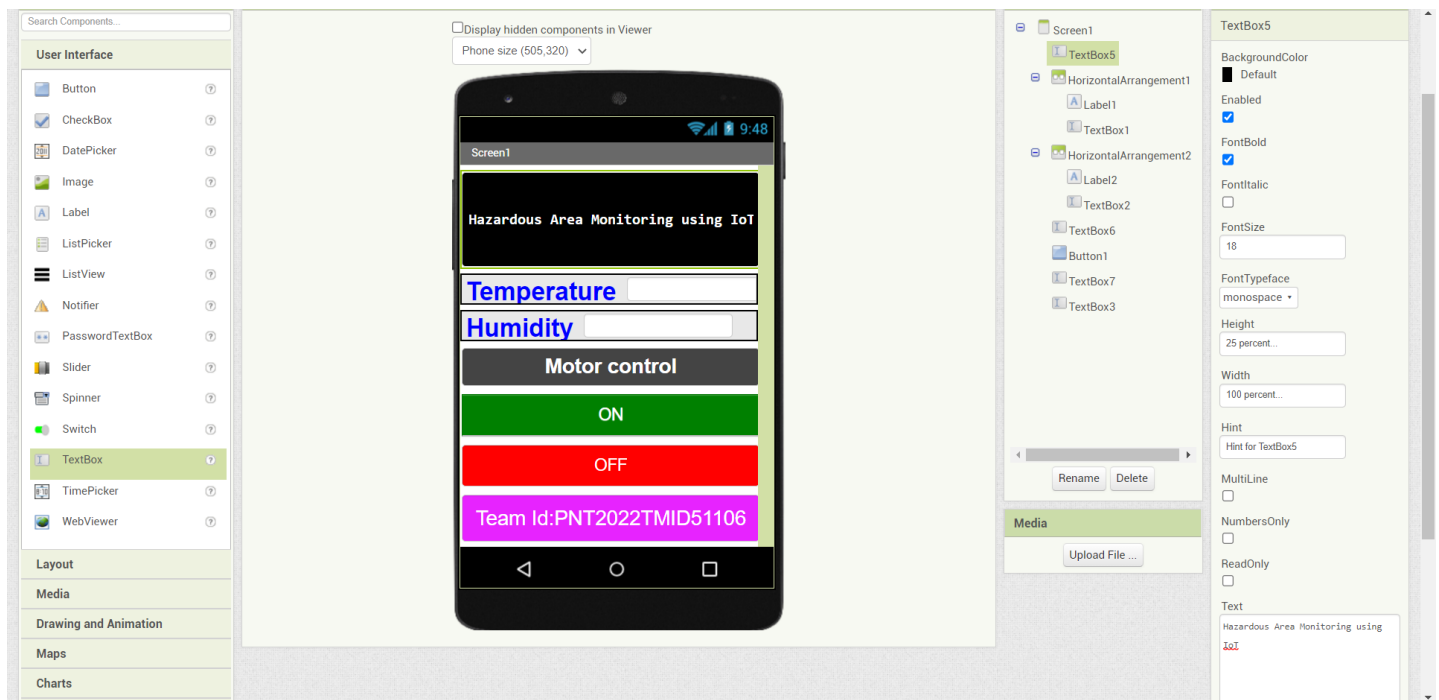 Search Components...
User Interface
Button
CheckBox
DatePicker
Image
Label
ListPicker
ListView
Notifier
PasswordTextBox
Slider
Spinner
Switch
TextBox
TimePicker
WebViewer
Layout
Media
Drawing and Animation
Maps
Charts
Display hidden components in Viewer
Phone size (505,320)
9:48
Screen1
Hazardous Area Monitoring using IoT
Temperature
Humidity
Motor control
ON
OFF
Team Id:PNT2022TMID51106
Screen1
TextBox5
HorizontalArrangement1
Label1
TextBox1
HorizontalArrangement2
Label2
TextBox2
TextBox6
Button1
TextBox7
TextBox3
Rename Delete
Media
Upload File ...
TextBox5
BackgroundColor
Default
Enabled
FontBold
FontItalic
FontSize
18
FontTypeface
monospace
Height
25 percent...
Width
100 percent...
Hint
Hint for TextBox5
MultiLine
NumbersOnly
ReadOnly
Text
Hazardous Area Monitoring using
IoT